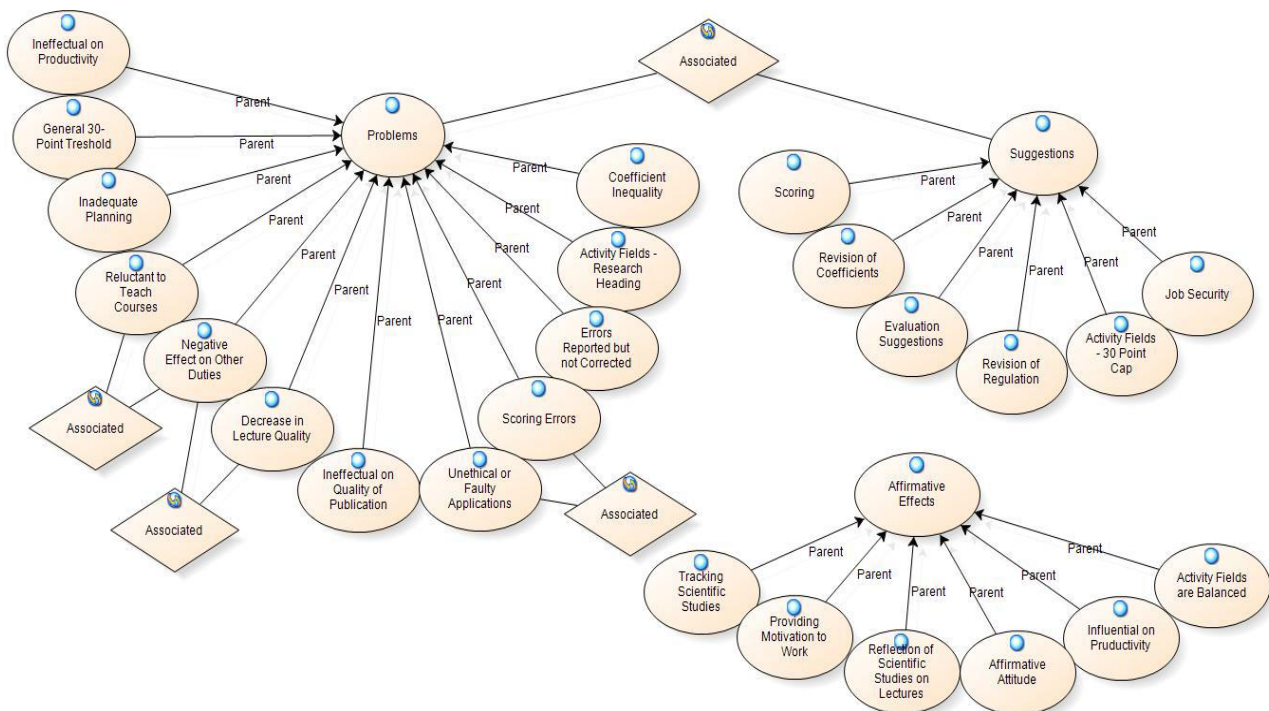 Ineffectual on
Productivity
Parent
General 30-
Point Treshold
Parent
Inadequate
Planning
Parent
Reluctant to
Teach
Courses
Parent
Negative
Effect on Other
Duties
Parent
Decrease in
Lecture Quality
Parent
Ineffectual on
Quality of
Publication
Parent
Unethical or
Faulty
Applications
Parent
Scoring Errors
Parent
Errors
Reported but
not Corrected
Parent
Activity Fields -
Research
Heading
Parent
Coefficient
Inequality
Problems
Associated
Associated
Associated
Associated
Suggestions
Scoring
Parent
Revision of
Coefficients
Parent
Evaluation
Suggestions
Parent
Revision of
Regulation
Parent
Activity Fields
- 30 Point
Cap
Parent
Job Security
Parent
Affirmative
Effects
Tracking
Scientific
Studies
Parent
Providing
Motivation to
Work
Parent
Reflection of
Scientific
Studies on
Lectures
Parent
Affirmative
Attitude
Parent
Influential on
Pruductivity
Parent
Activity Fields
are Balanced
Parent